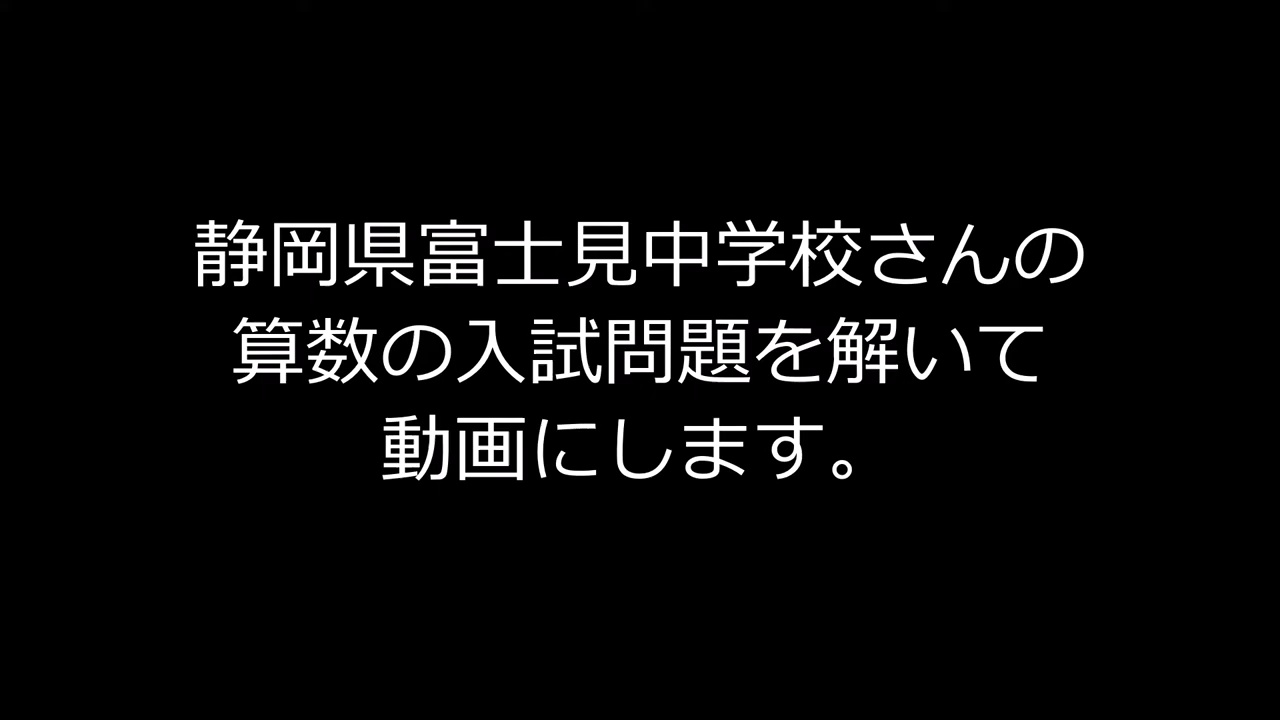 静岡県富士見中学校さんの
算数の入試問題を解いて
動画にします。